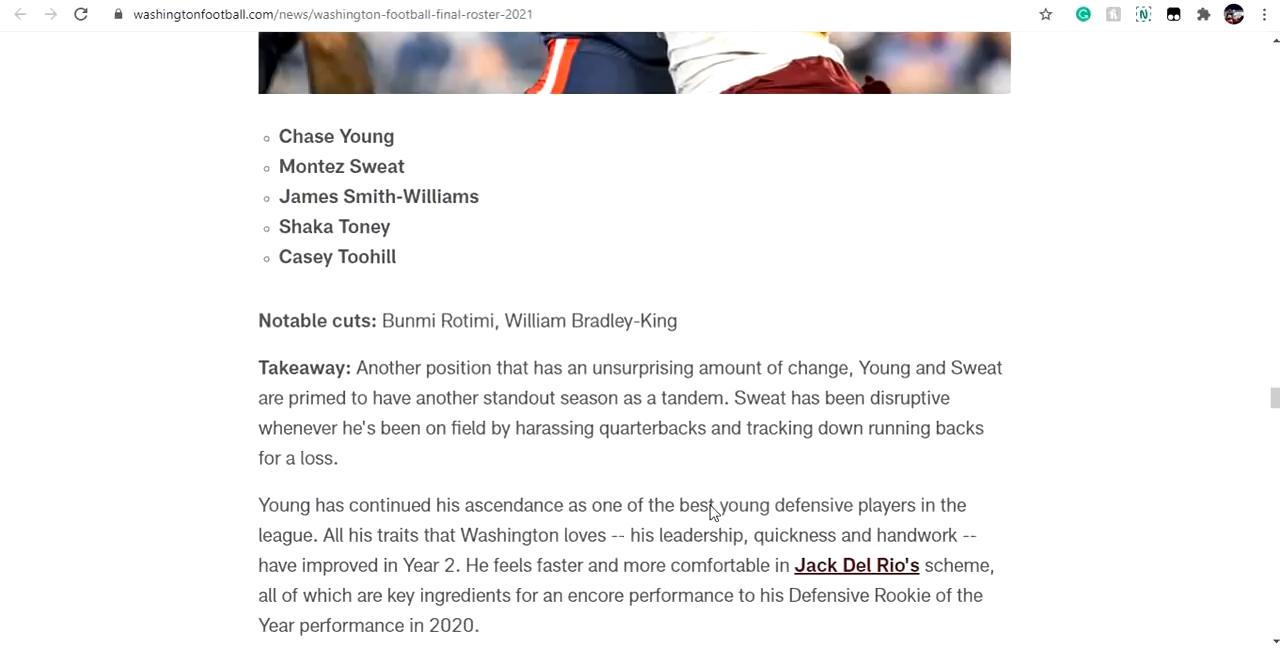 washingtonfootball.com/news/washington-football-final-roster-2021
Chase Young
Montez Sweat
James Smith-Williams
Shaka Toney
Casey Toohill
Notable cuts: Bunmi Rotimi, William Bradley-King
Takeaway: Another position that has an unsurprising amount of change, Young and Sweat
are primed to have another standout season as a tandem. Sweat has been disruptive
whenever he's been on field by harassing quarterbacks and tracking down running backs
for a loss.
Young has continued his ascendance as one of the best young defensive players in the
league. All his traits that Washington loves -- his leadership, quickness and handwork --
have improved in Year 2. He feels faster and more comfortable in Jack Del Rio's scheme,
all of which are key ingredients for an encore performance to his Defensive Rookie of the
Year performance in 2020.